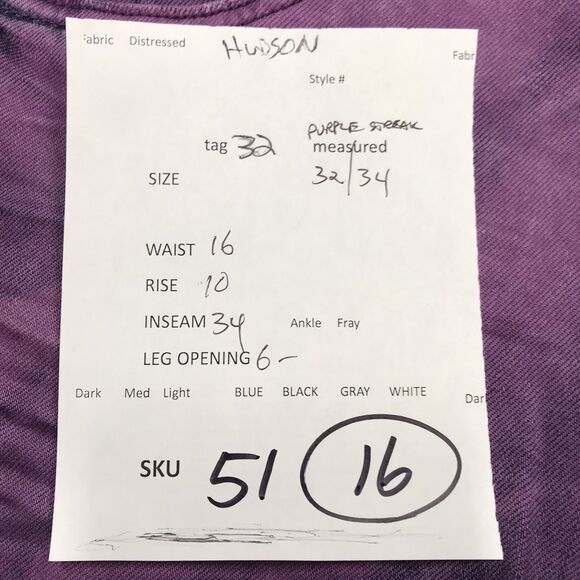 Fabric Distressed HUDSON Fabr
Style #
PURPLE STREAK
tag 32 measured
SIZE 32/34
WAIST 16
RISE 10
INSEAM 34 Ankle Fray
LEG OPENING 6-
Dark Med Light BLUE BLACK GRAY WHITE Dar
SKU 51 16